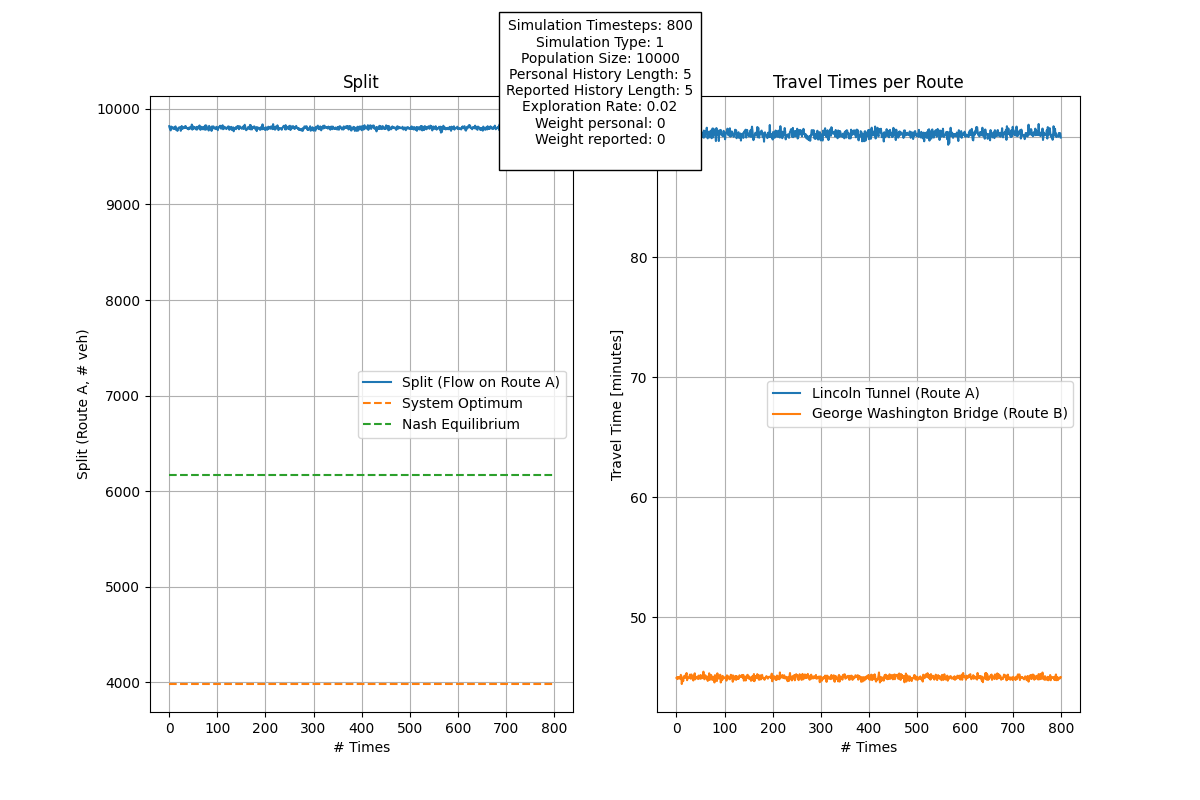 Simulation Timesteps: 800
Simulation Type: 1
Population Size: 10000
Personal History Length: 5
Reported History Length: 5
Exploration Rate: 0.02
Weight personal: 0
Weight reported: 0
Split
10000
9000
8000
7000
6000
5000
4000
Split (Route A, # veh)
Split (Flow on Route A)
System Optimum
Nash Equilibrium
0 100 200 300 400 500 600 700 800
# Times
Travel Times per Route
80
70
60
50
Travel Time [minutes]
Lincoln Tunnel (Route A)
George Washington Bridge (Route B)
0 100 200 300 400 500 600 700 800
# Times